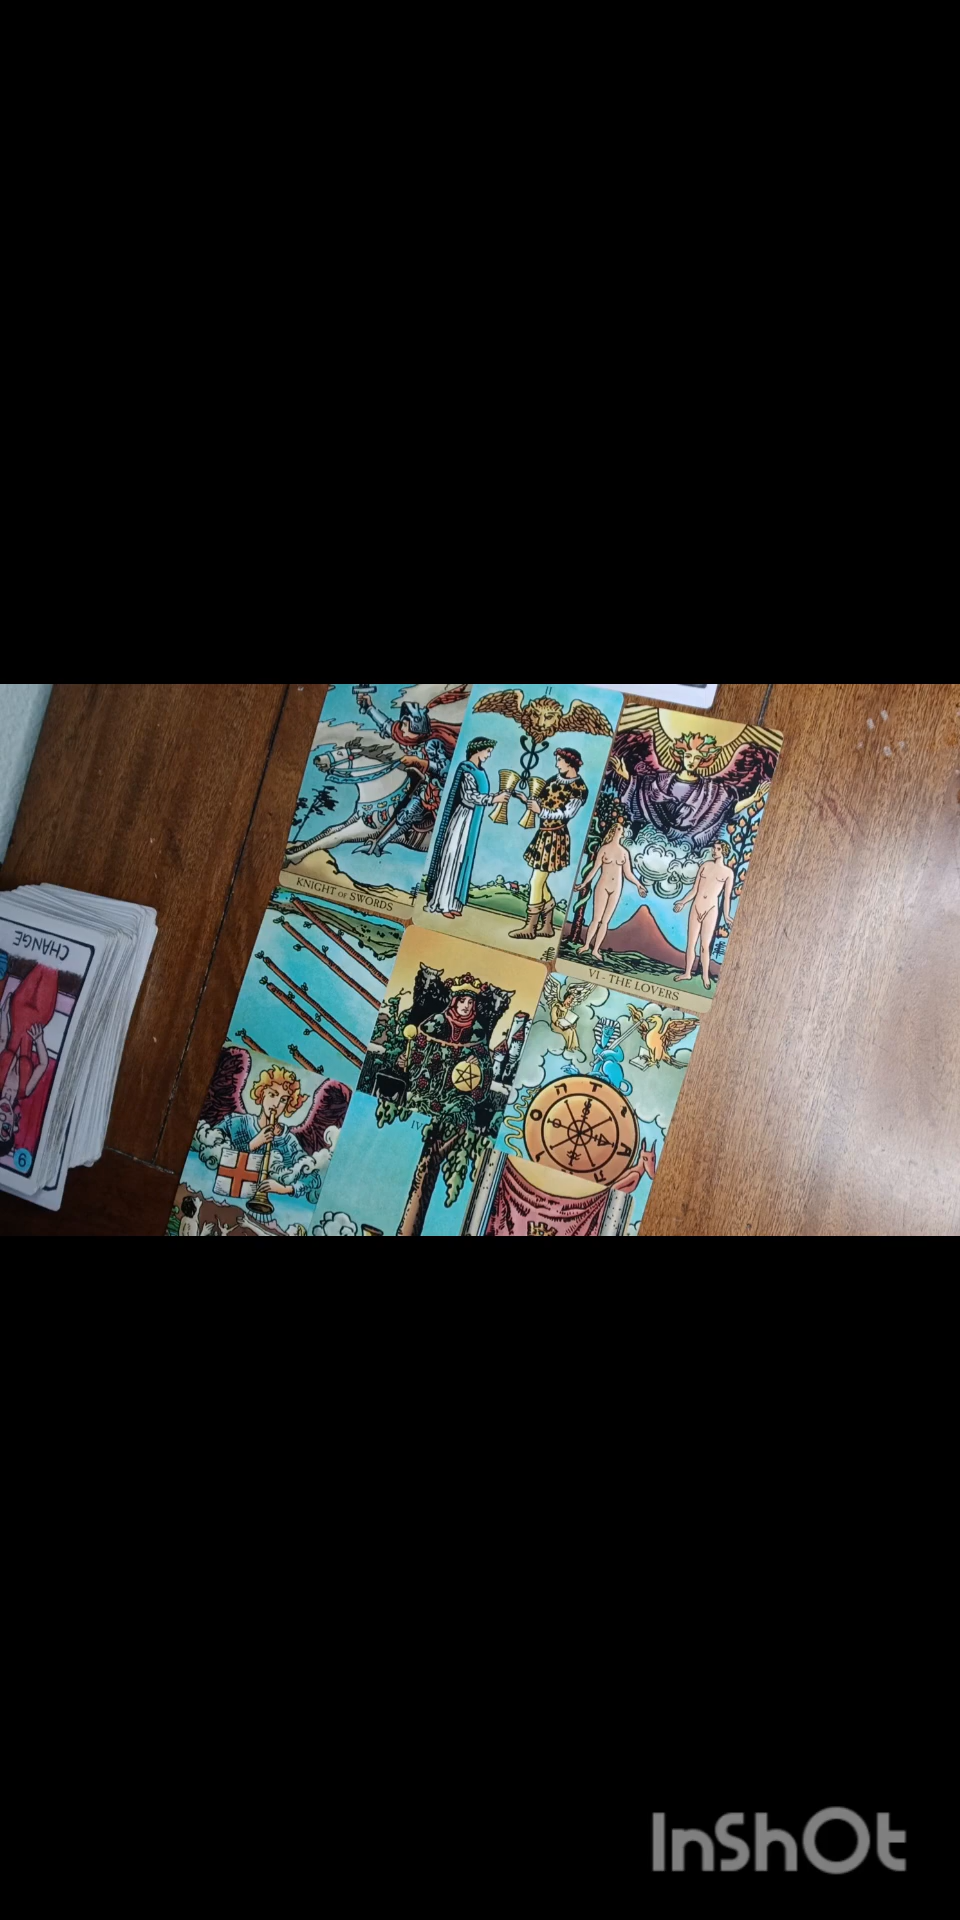 II
KNIGHT OF SWORDS
VI - THE LOVERS
CHANGE
6
IV
InShOt